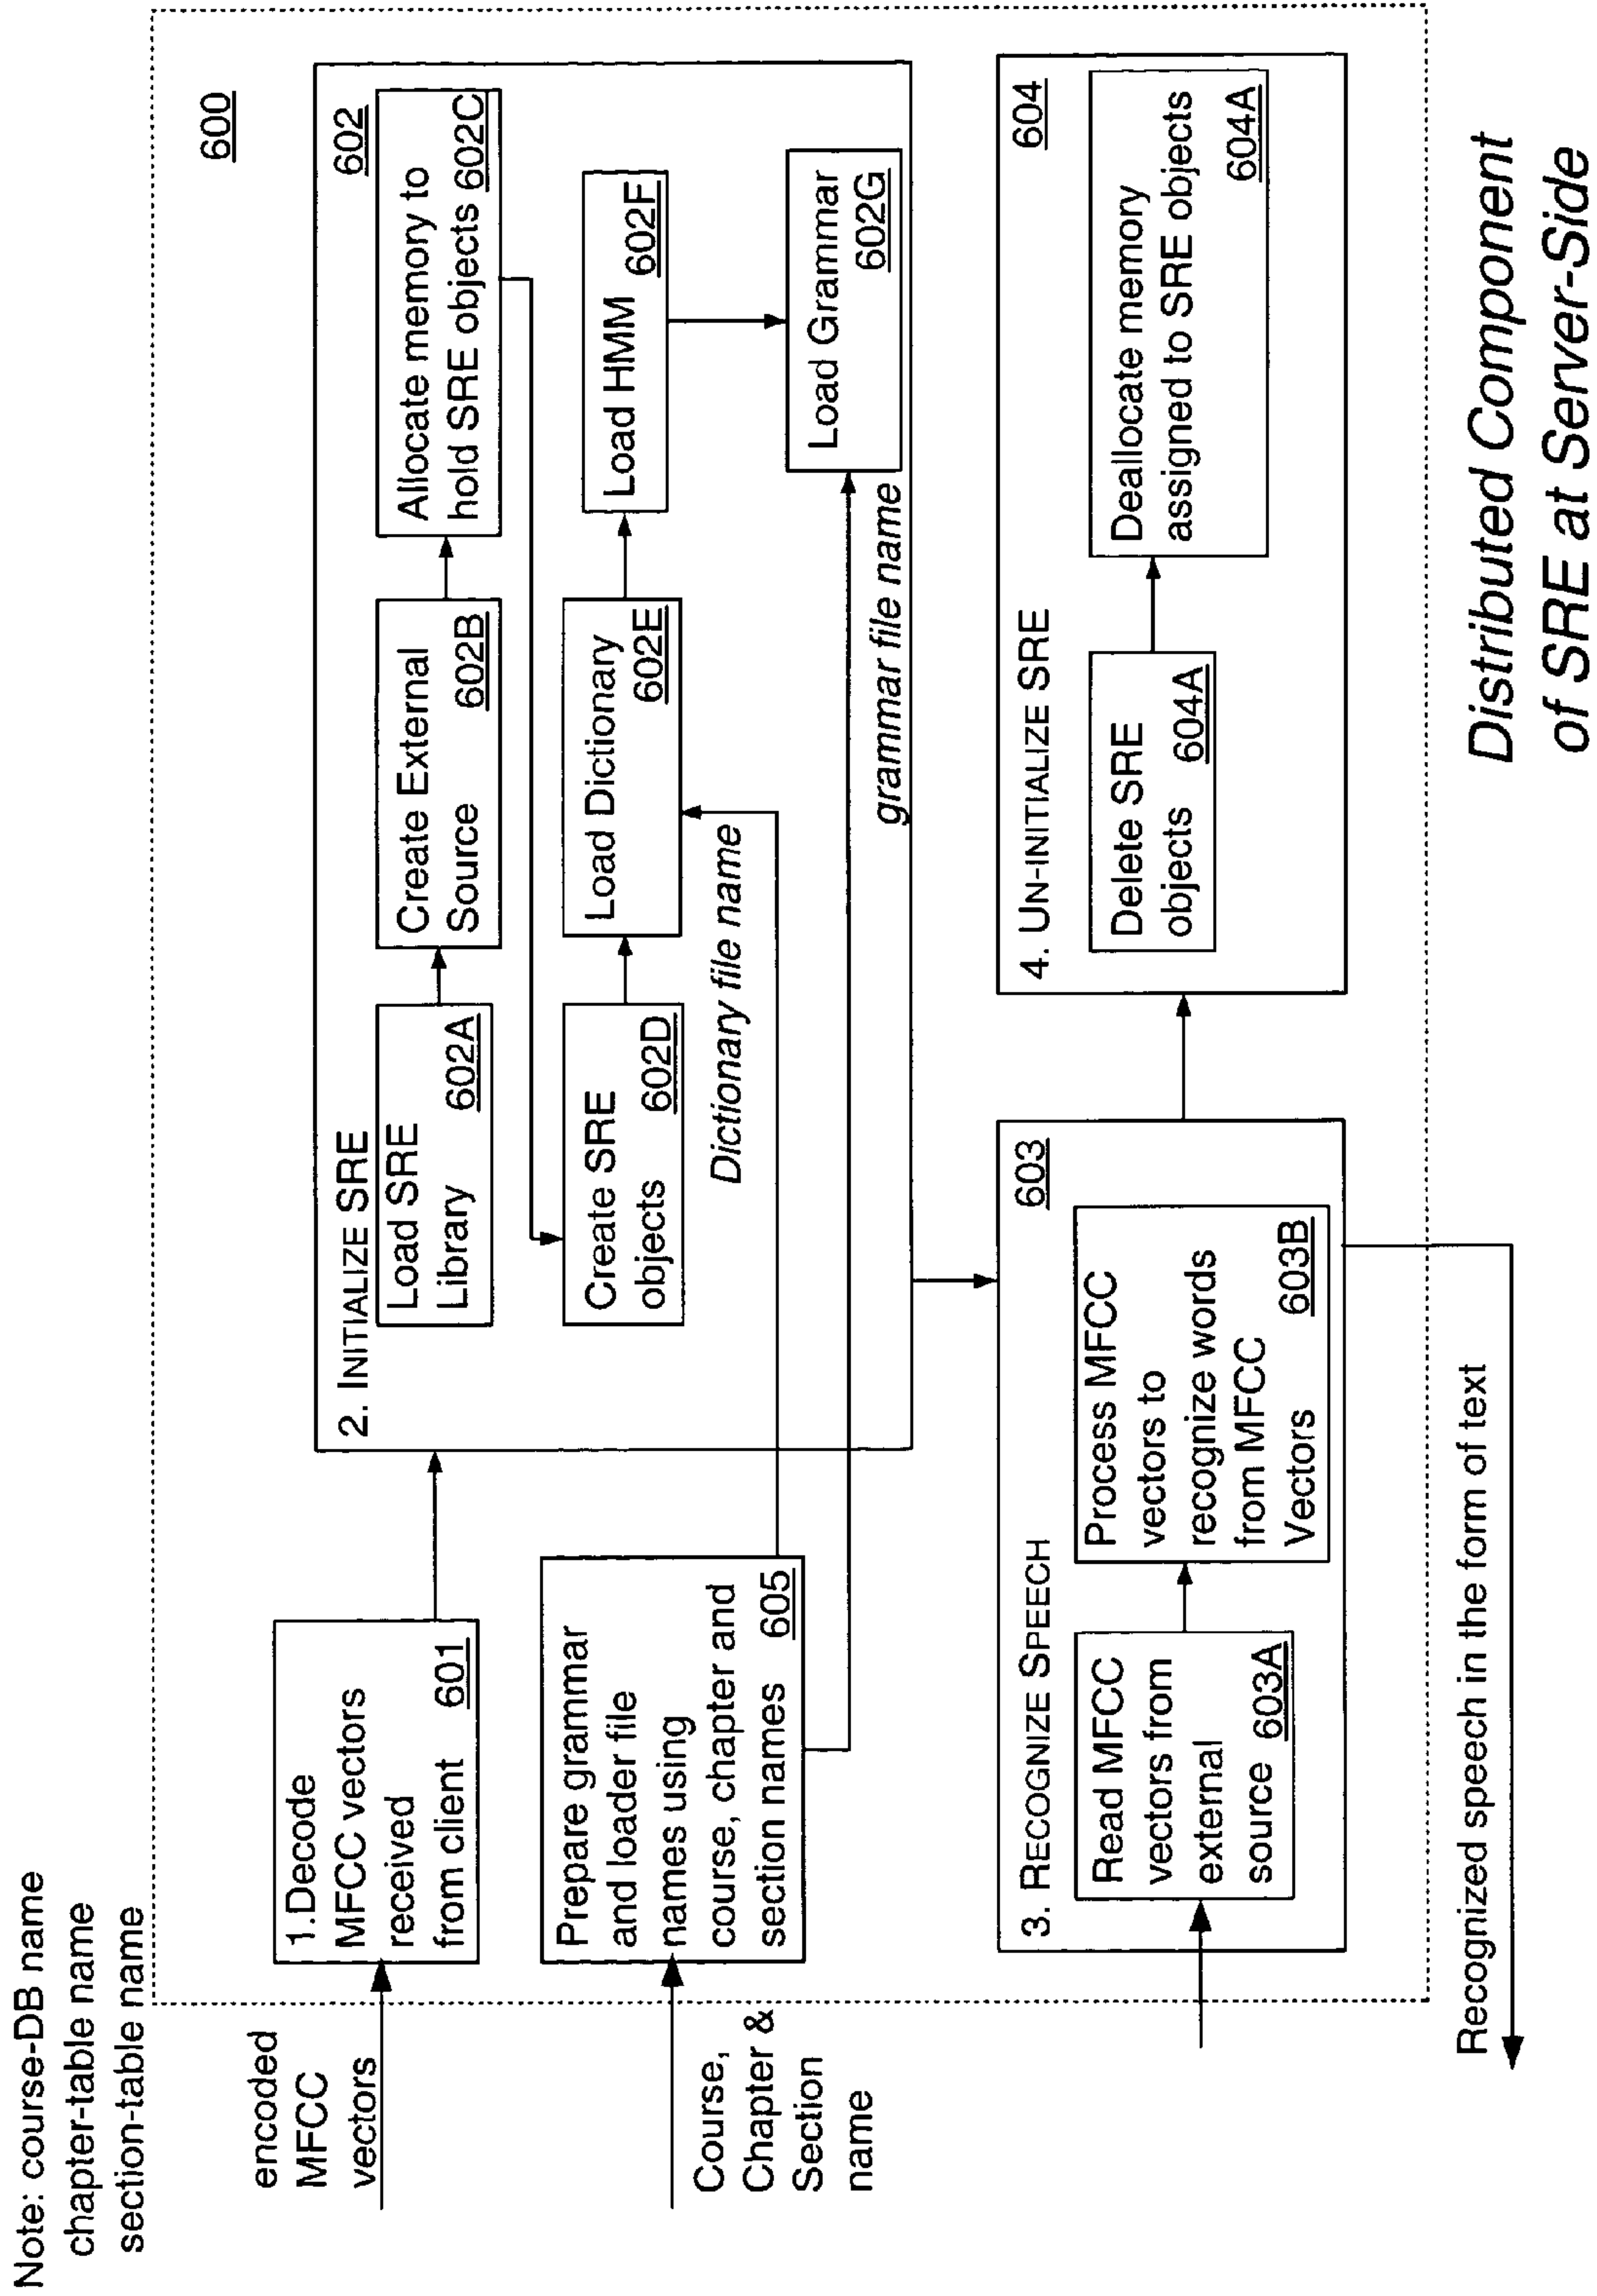 Note: course-DB name
chapter-table name
section-table name
600
encoded
MFCC
vectors
1.Decode
MFCC vectors
received
from client 601
2. INITIALIZE SRE
602
Load SRE
Library 602A
Create External
Source 602B
Allocate memory to
hold SRE objects 602C
Create SRE
objects 602D
Load Dictionary
602E
Load HMM
602F
Load Grammar
602G
Dictionary file name
grammar file name
Course,
Chapter &
Section
name
Prepare grammar
and loader file
names using
course, chapter and
section names 605
3. RECOGNIZE SPEECH
603
Read MFCC
vectors from
external
source 603A
Process MFCC
vectors to
recognize words
from MFCC
Vectors 603B
4. UN-INITIALIZE SRE
604
Delete SRE
objects 604A
Deallocate memory
assigned to SRE objects
604A
Recognized speech in the form of text
Distributed Component
of SRE at Server-Side